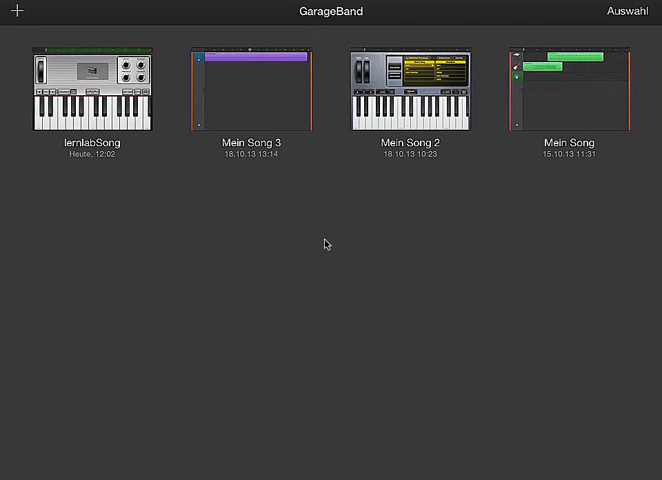 GarageBand
Auswahl
lernlabSong
Heute, 12:02
Mein Song 3
18.10.13 13:14
Mein Song 2
18.10.13 10:23
Mein Song
15.10.13 11:31